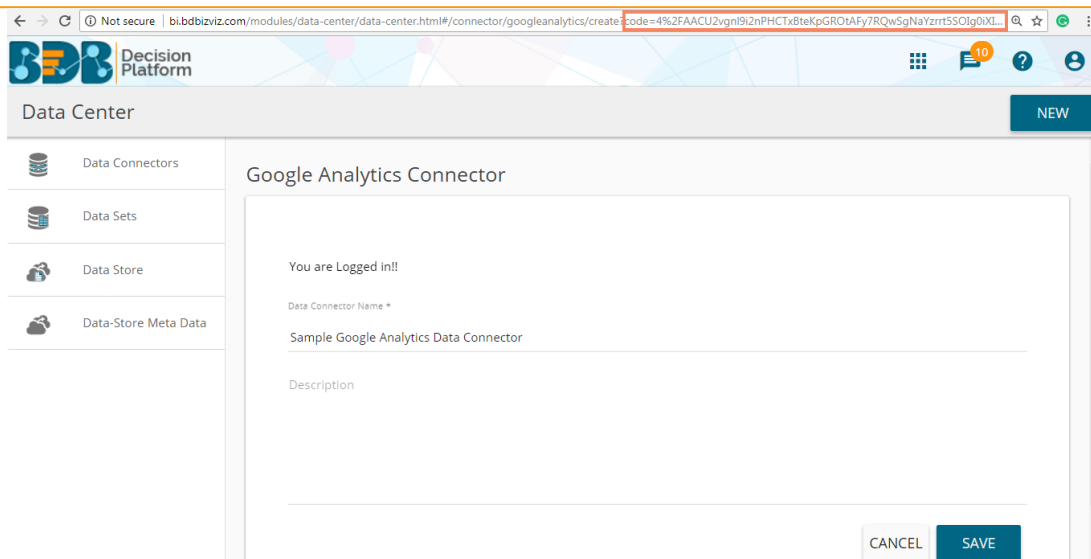 Not secure | bi.bdbizviz.com/modules/data-center/data-center.html#/connector/googleanalytics/create?code=4%2FAACU2vgnl9i2nPHCTxBteKpGROtAFy7RQwSgNaYzrrt5SOIg0iXI...
BDB Decision
Platform
10
Data Center
NEW
Data Connectors
Data Sets
Data Store
Data-Store Meta Data
Google Analytics Connector
You are Logged in!!
Data Connector Name *
Sample Google Analytics Data Connector
Description
CANCEL SAVE